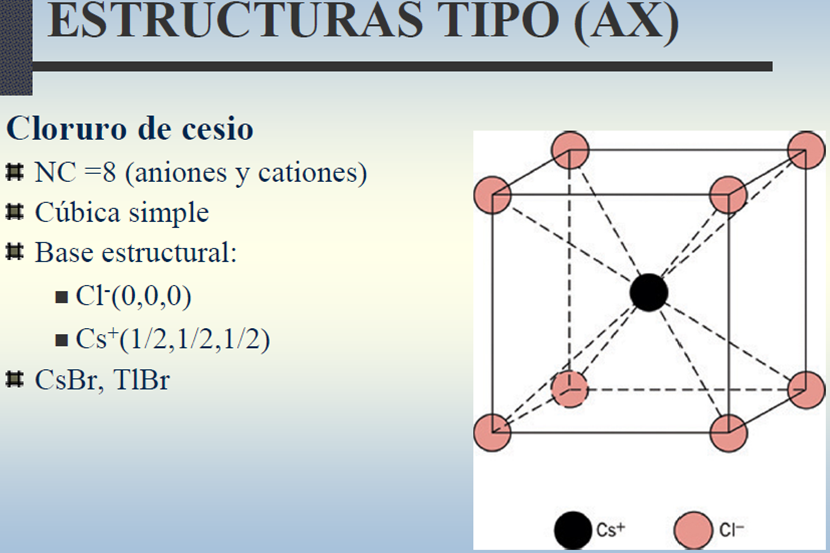 ESTRUCTURAS TIPO (AX)
Cloruro de cesio
NC =8 (aniones y cationes)
Cúbica simple
Base estructural:
Cl⁻(0,0,0)
Cs⁺(1/2,1/2,1/2)
CsBr, TlBr
Cs⁺ Cl⁻